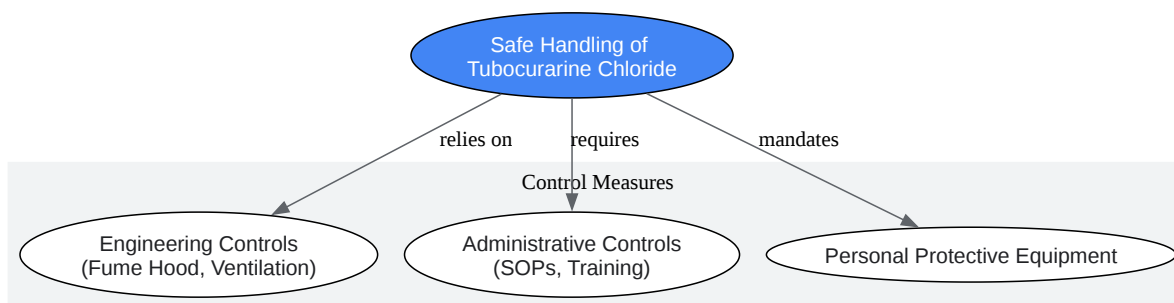 Safe Handling of
Tubocurarine Chloride
relies on
requires
mandates
Control Measures
Engineering Controls
(Fume Hood, Ventilation)
Administrative Controls
(SOPs, Training)
Personal Protective Equipment